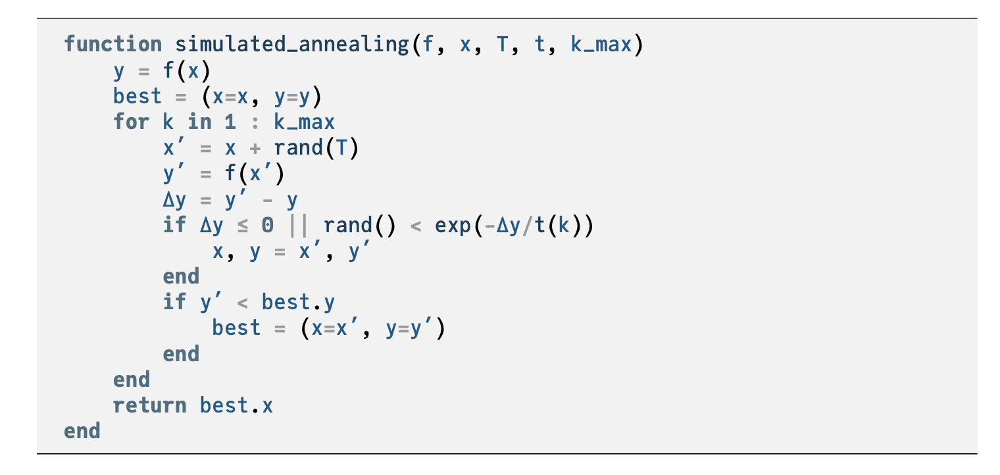 function simulated_annealing(f, x, T, t, k_max)
    y = f(x)
    best = (x=x, y=y)
    for k in 1 : k_max
        x′ = x + rand(T)
        y′ = f(x′)
        Δy = y′ - y
        if Δy ≤ 0 || rand() < exp(-Δy/t(k))
            x, y = x′, y′
        end
        if y′ < best.y
            best = (x=x′, y=y′)
        end
    end
    return best.x
end